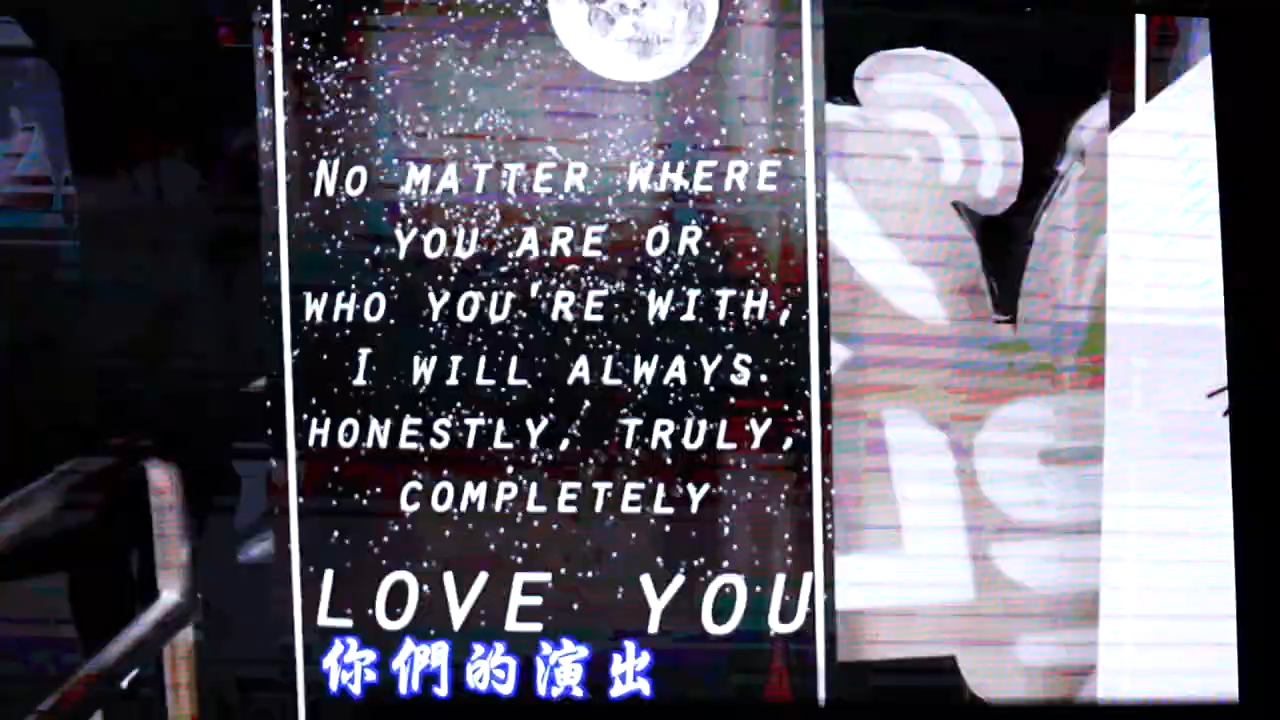 NO MATTER WHERE
YOU ARE OR
WHO YOU'RE WITH,
I WILL ALWAYS.
HONESTLY, TRULY,
COMPLETELY
LOVE YOU
你們的演出